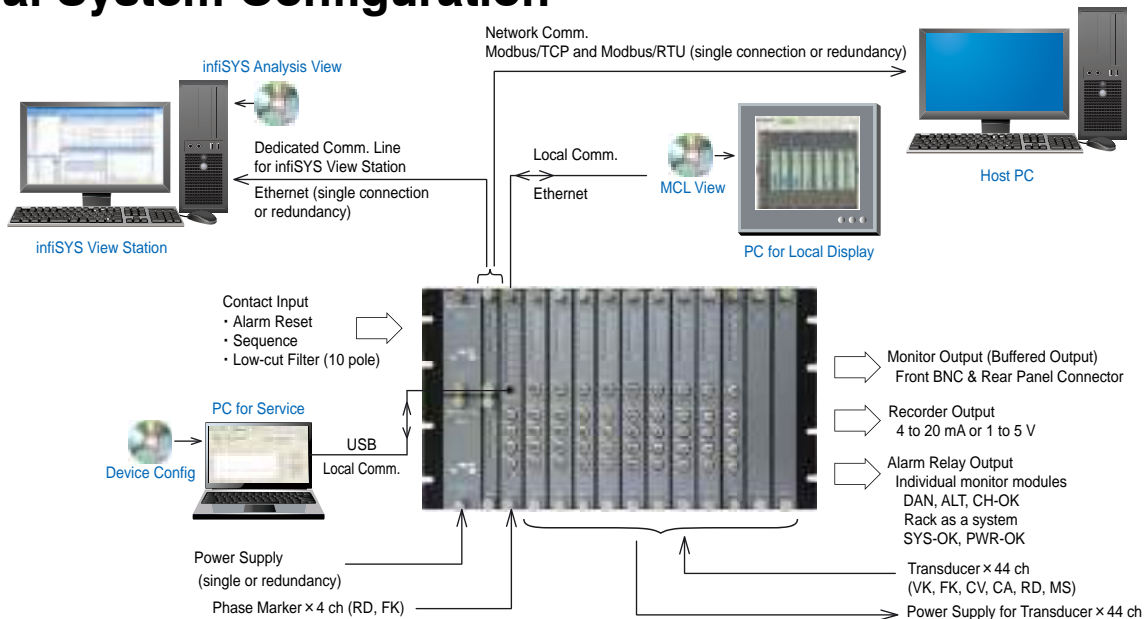 al System Configuration
Network Comm.
Modbus/TCP and Modbus/RTU (single connection or redundancy)
infiSYS Analysis View
Dedicated Comm. Line
for infiSYS View Station
Ethernet (single connection
or redundancy)
infiSYS View Station
Local Comm.
Ethernet
MCL View
PC for Local Display
Host PC
Contact Input
・Alarm Reset
・Sequence
・Low-cut Filter (10 pole)
PC for Service
Device Config
USB
Local Comm.
Monitor Output (Buffered Output)
Front BNC & Rear Panel Connector
Recorder Output
4 to 20 mA or 1 to 5 V
Alarm Relay Output
Individual monitor modules
DAN, ALT, CH-OK
Rack as a system
SYS-OK, PWR-OK
Power Supply
(single or redundancy)
Phase Marker×4 ch (RD, FK)
Transducer×44 ch
(VK, FK, CV, CA, RD, MS)
Power Supply for Transducer×44 ch